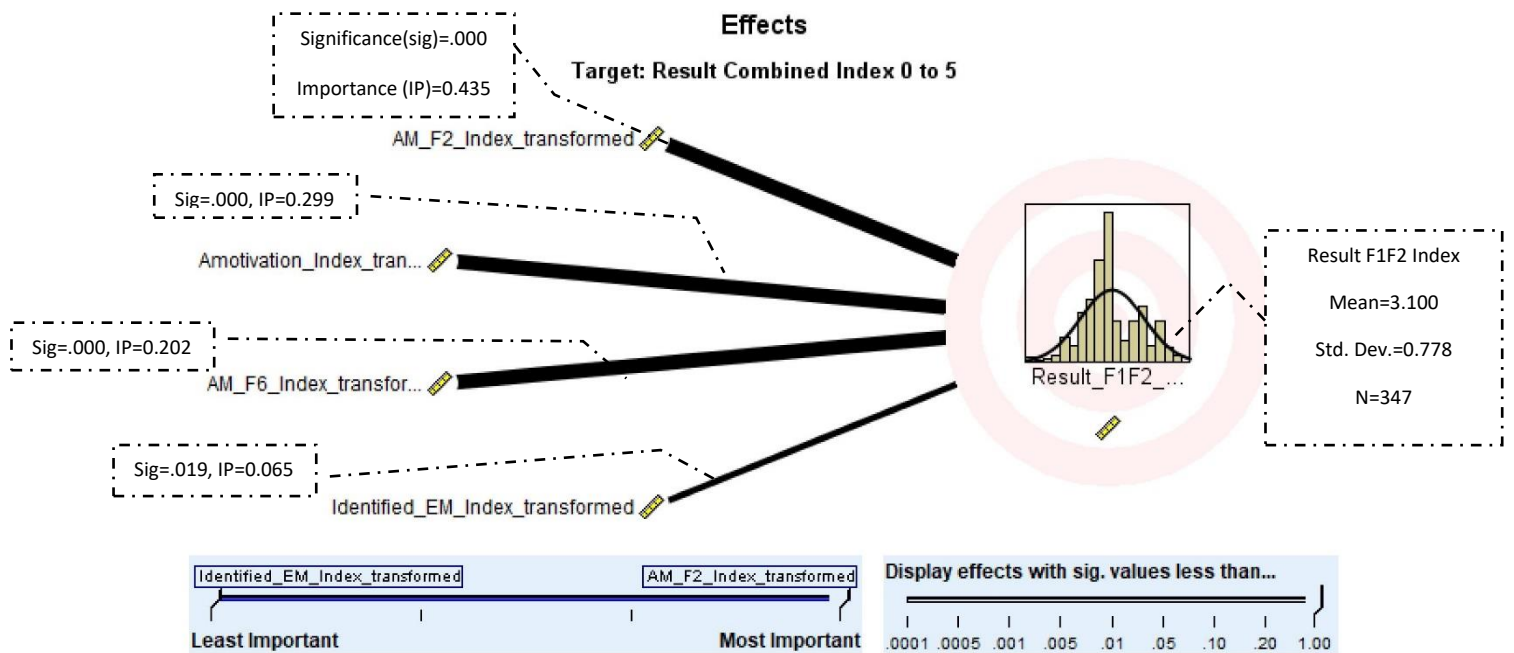 Effects
Target: Result Combined Index 0 to 5
Significance(sig)=.000
Importance (IP)=0.435
AM_F2_Index_transformed
Sig=.000, IP=0.299
Amotivation_Index_tran...
Sig=.000, IP=0.202
AM_F6_Index_transfor...
Sig=.019, IP=0.065
Identified_EM_Index_transformed
Result_F1F2_...
Result F1F2 Index
Mean=3.100
Std. Dev.=0.778
N=347
Identified_EM_Index_transformed
AM_F2_Index_transformed
Least Important
Most Important
Display effects with sig. values less than...
.0001 .0005 .001 .005 .01 .05 .10 .20 1.00